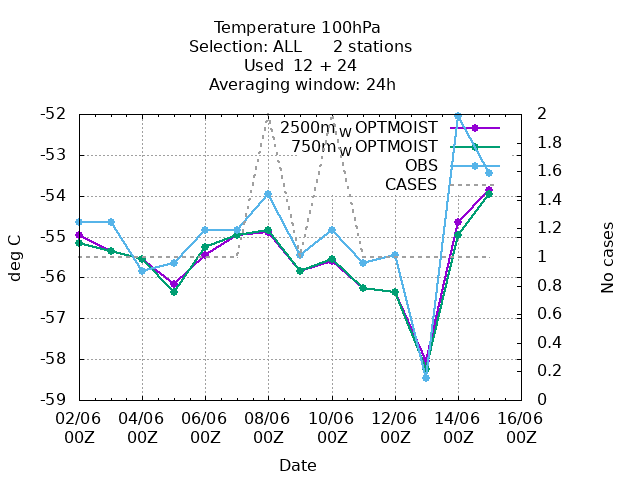 Temperature 100hPa
Selection: ALL 2 stations
Used 12 + 24
Averaging window: 24h
2500m W OPTMOIST
750m W OPTMOIST
OBS
CASES
-52
-53
-54
-55
-56
-57
-58
-59
deg C
2
1.8
1.6
1.4
1.2
1
0.8
0.6
0.4
0.2
0
No cases
02/06 04/06 06/06 08/06 10/06 12/06 14/06 16/06
00Z 00Z 00Z 00Z 00Z 00Z 00Z 00Z
Date